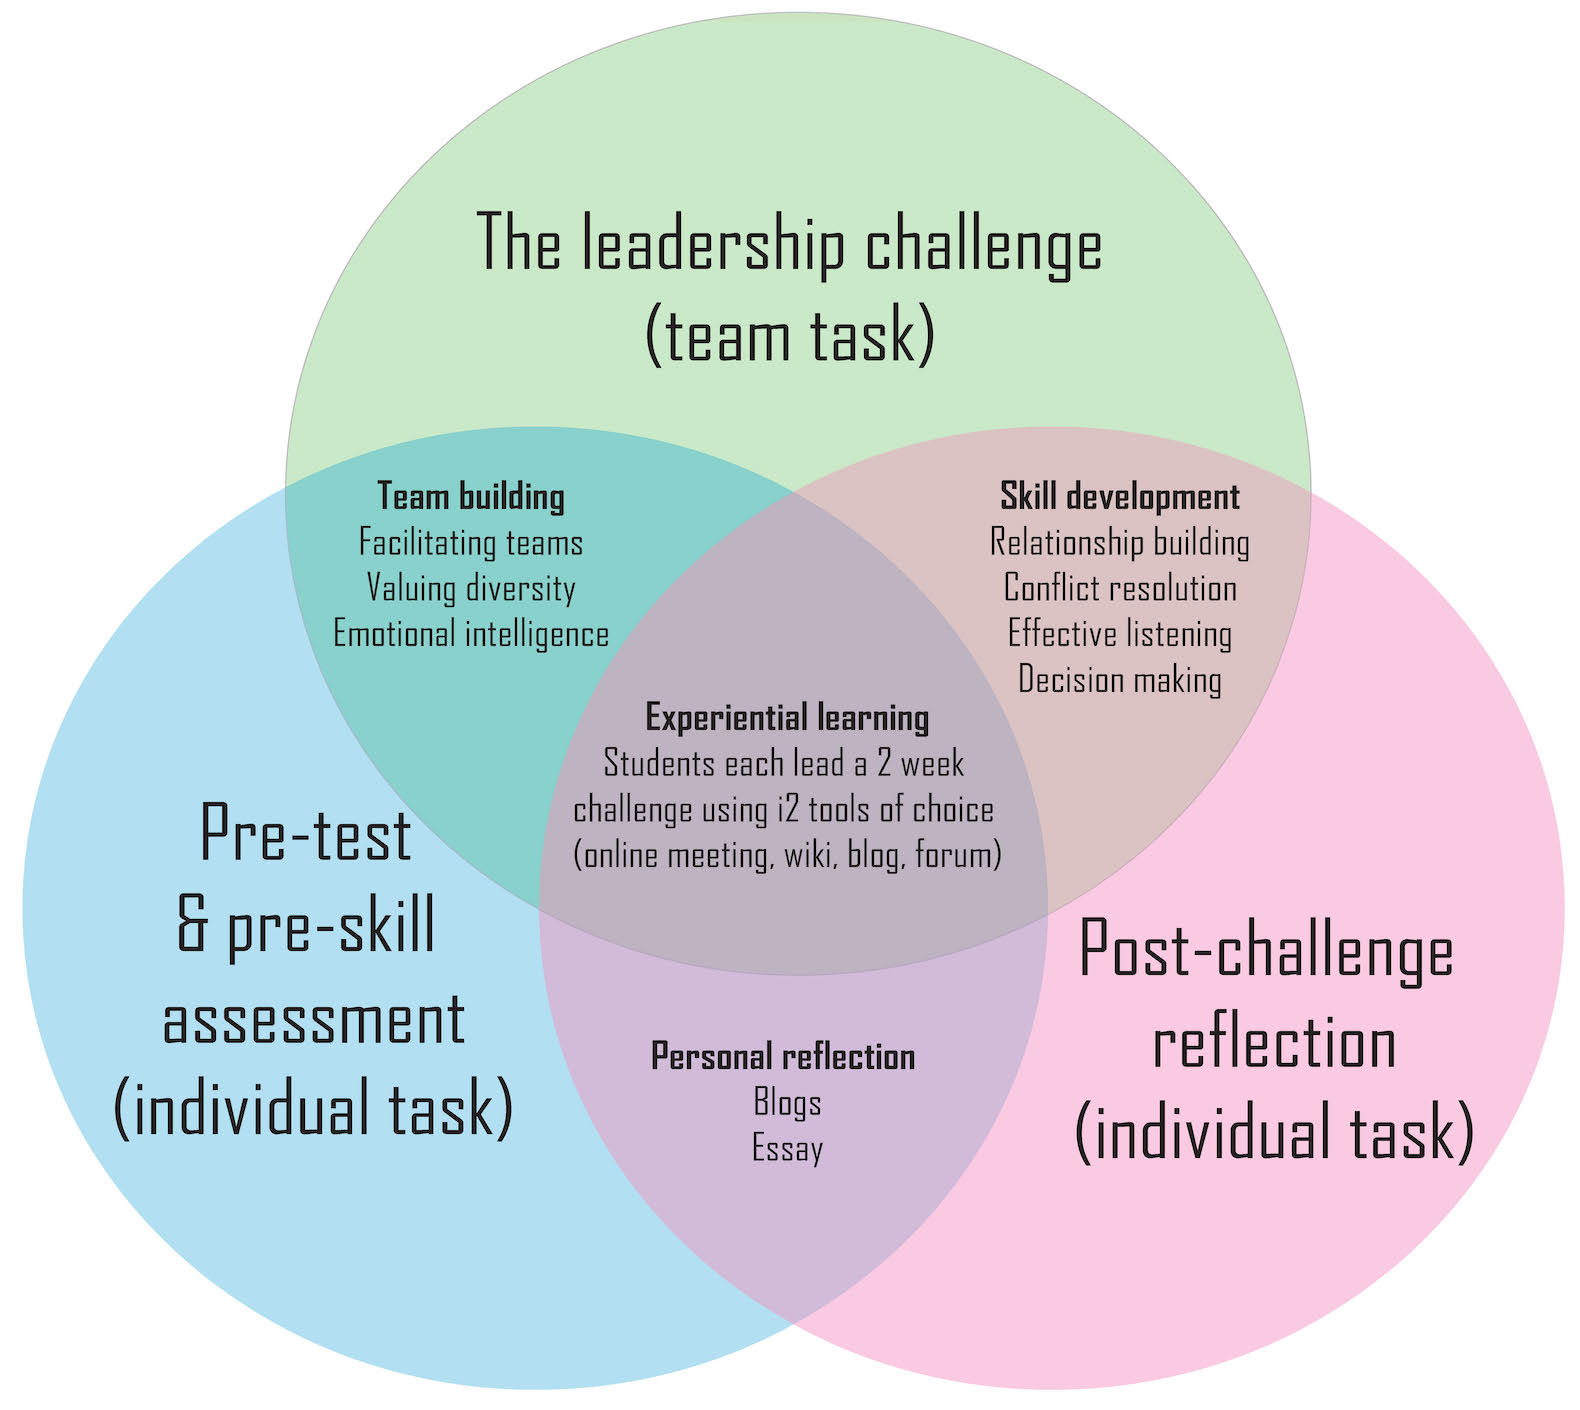 The leadership challenge
(team task)
Team building
Facilitating teams
Valuing diversity
Emotional intelligence
Skill development
Relationship building
Conflict resolution
Effective listening
Decision making
Experiential learning
Students each lead a 2 week
challenge using i2 tools of choice
(online meeting, wiki, blog, forum)
Pre-test
& pre-skill
assessment
(individual task)
Post-challenge
reflection
(individual task)
Personal reflection
Blogs
Essay